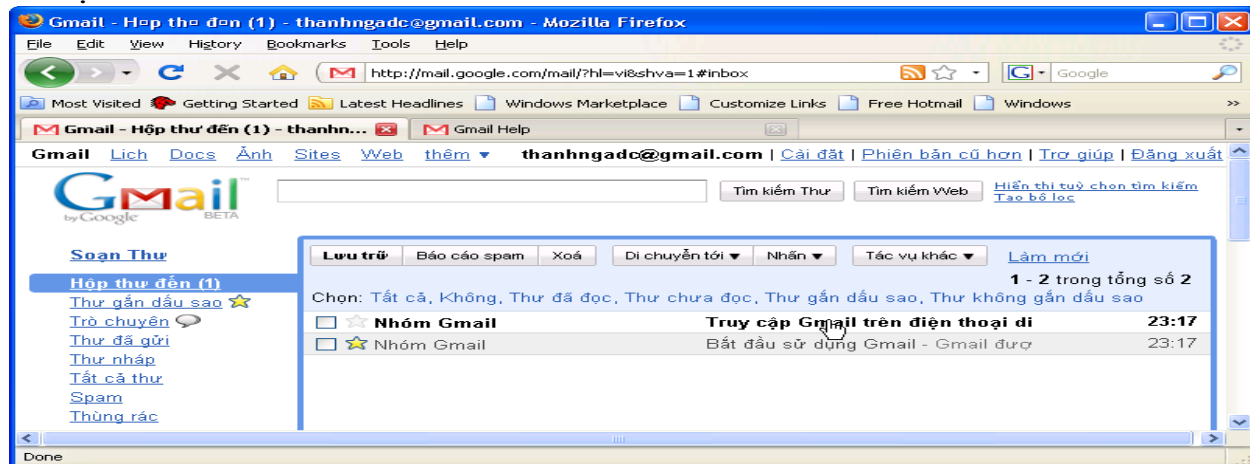 Gmail - H¤p th¤ đ¤n (1) - thanhngadc@gmail.com - Mozilla Firefox
File Edit View History Bookmarks Tools Help
http://mail.google.com/mail/?hl=vi&shva=1#inbox Google
Most Visited Getting Started Latest Headlines Windows Marketplace Customize Links Free Hotmail Windows
Gmail - Hộp thư đến (1) - thanhn... Gmail Help
Gmail Lịch Docs Ảnh Sites Web thêm ▼ thanhngadc@gmail.com | Cài đặt | Phiên bản cũ hơn | Trợ giúp | Đăng xuất
Gmail by Google BETA Tìm kiếm Thư Tìm kiếm Web Hiển thị tuỳ chọn tìm kiếm
Tạo bộ lọc
Soạn Thư Lưu trữ Báo cáo spam Xoá Di chuyển tới ▼ Nhãn ▼ Tác vụ khác ▼ Làm mới
Hộp thư đến (1) 1 - 2 trong tổng số 2
Thư gắn dấu sao Chọn: Tất cả, Không, Thư đã đọc, Thư chưa đọc, Thư gắn dấu sao, Thư không gắn dấu sao
Trò chuyện Nhóm Gmail Truy cập Gmail trên điện thoại di 23:17
Thư đã gửi Nhóm Gmail Bắt đầu sử dụng Gmail - Gmail đượ 23:17
Thư nháp
Tất cả thư
Spam
Thùng rác
Done